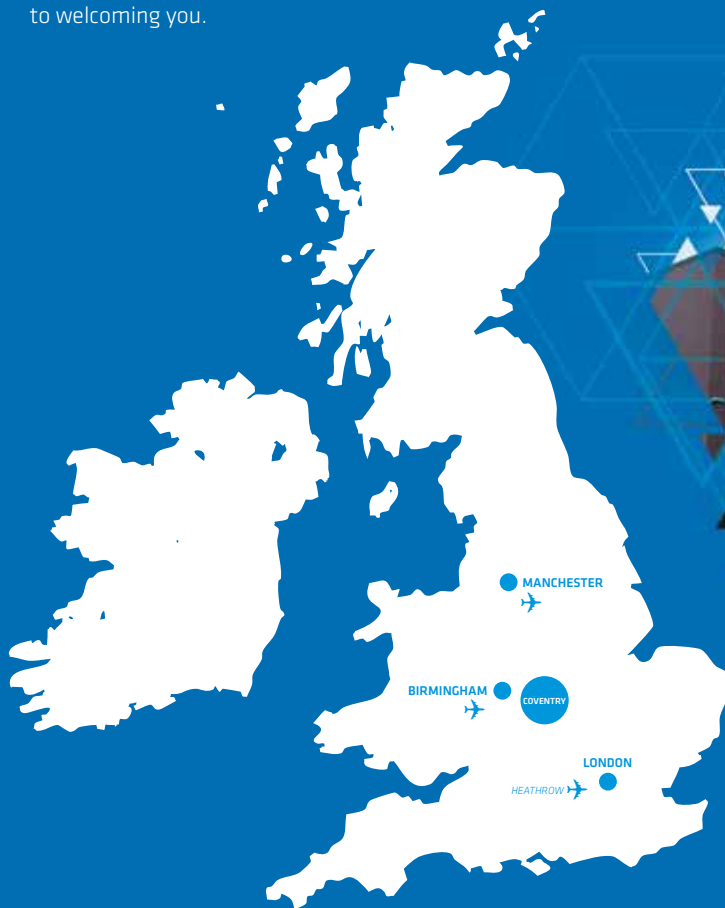 to welcoming you.
MANCHESTER
BIRMINGHAM
COVENTRY
LONDON
HEATHROW